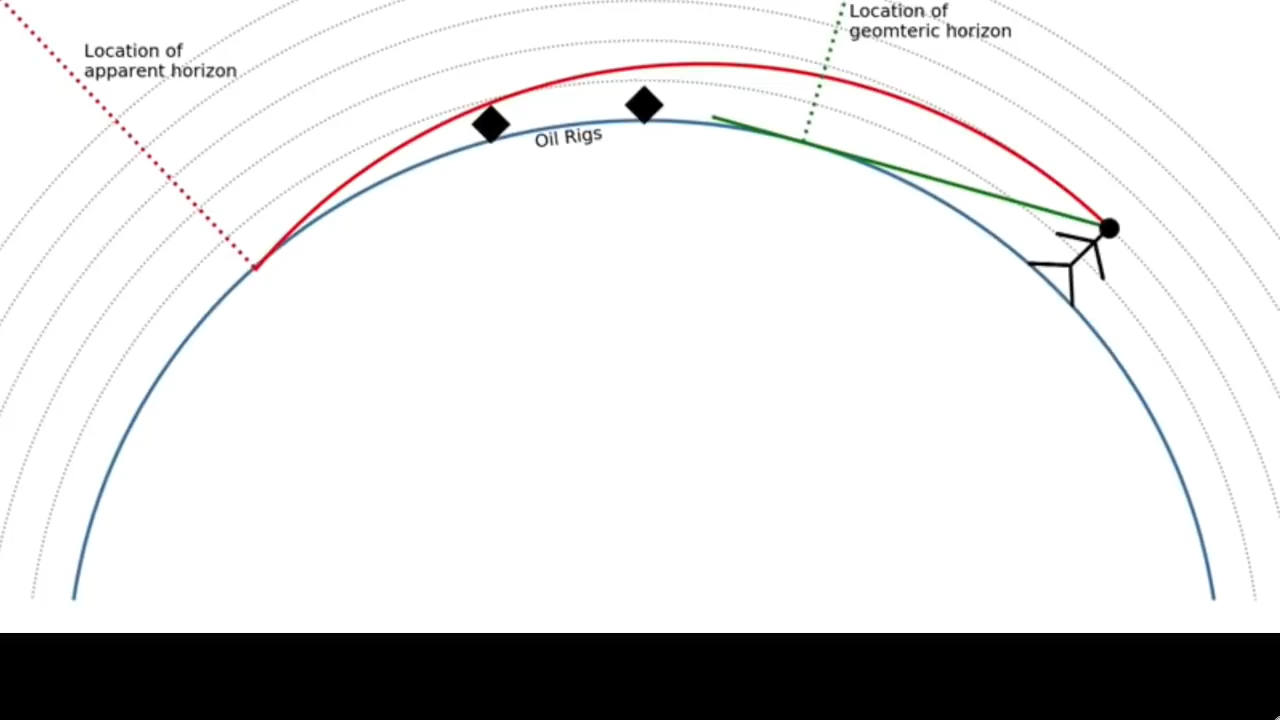 Location of
apparent horizon
Location of
geomteric horizon
Oil Rigs